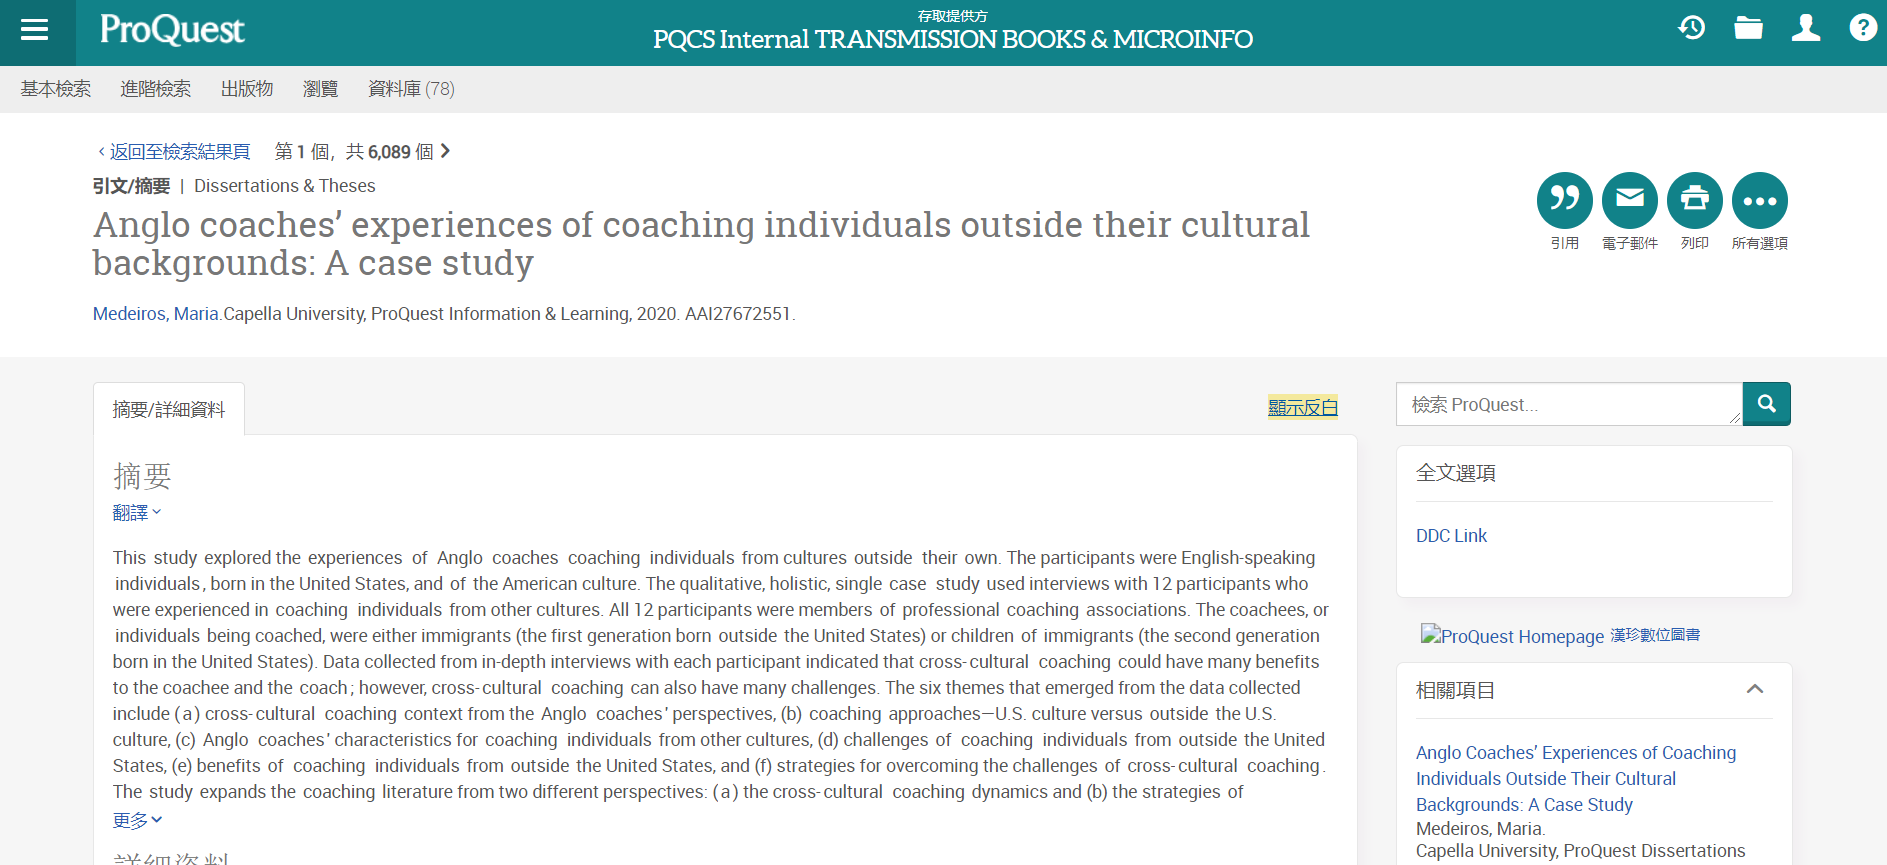 ProQuest
存取提供方
PQCS Internal TRANSMISSION BOOKS & MICROINFO
基本檢索 進階檢索 出版物 瀏覽 資料庫 (78)
返回至檢索結果頁 第 1 個，共 6,089 個
引文/摘要 | Dissertations & Theses
Anglo coaches’ experiences of coaching individuals outside their cultural
backgrounds: A case study
引用 電子郵件 列印 所有選項
Medeiros, Maria.Capella University, ProQuest Information & Learning, 2020. AAI27672551.
摘要/詳細資料
顯示反白
摘要
翻譯
This study explored the experiences of Anglo coaches coaching individuals from cultures outside their own. The participants were English-speaking
individuals, born in the United States, and of the American culture. The qualitative, holistic, single case study used interviews with 12 participants who
were experienced in coaching individuals from other cultures. All 12 participants were members of professional coaching associations. The coachees, or
individuals being coached, were either immigrants (the first generation born outside the United States) or children of immigrants (the second generation
born in the United States). Data collected from in-depth interviews with each participant indicated that cross-cultural coaching could have many benefits
to the coachee and the coach; however, cross-cultural coaching can also have many challenges. The six themes that emerged from the data collected
include (a) cross-cultural coaching context from the Anglo coaches' perspectives, (b) coaching approaches—U.S. culture versus outside the U.S.
culture, (c) Anglo coaches' characteristics for coaching individuals from other cultures, (d) challenges of coaching individuals from outside the United
States, (e) benefits of coaching individuals from outside the United States, and (f) strategies for overcoming the challenges of cross-cultural coaching.
The study expands the coaching literature from two different perspectives: (a) the cross-cultural coaching dynamics and (b) the strategies of
更多
詳細資料
檢索 ProQuest...
全文選項
DDC Link
ProQuest Homepage 漢珍數位圖書
相關項目
Anglo Coaches’ Experiences of Coaching
Individuals Outside Their Cultural
Backgrounds: A Case Study
Medeiros, Maria.
Capella University, ProQuest Dissertations